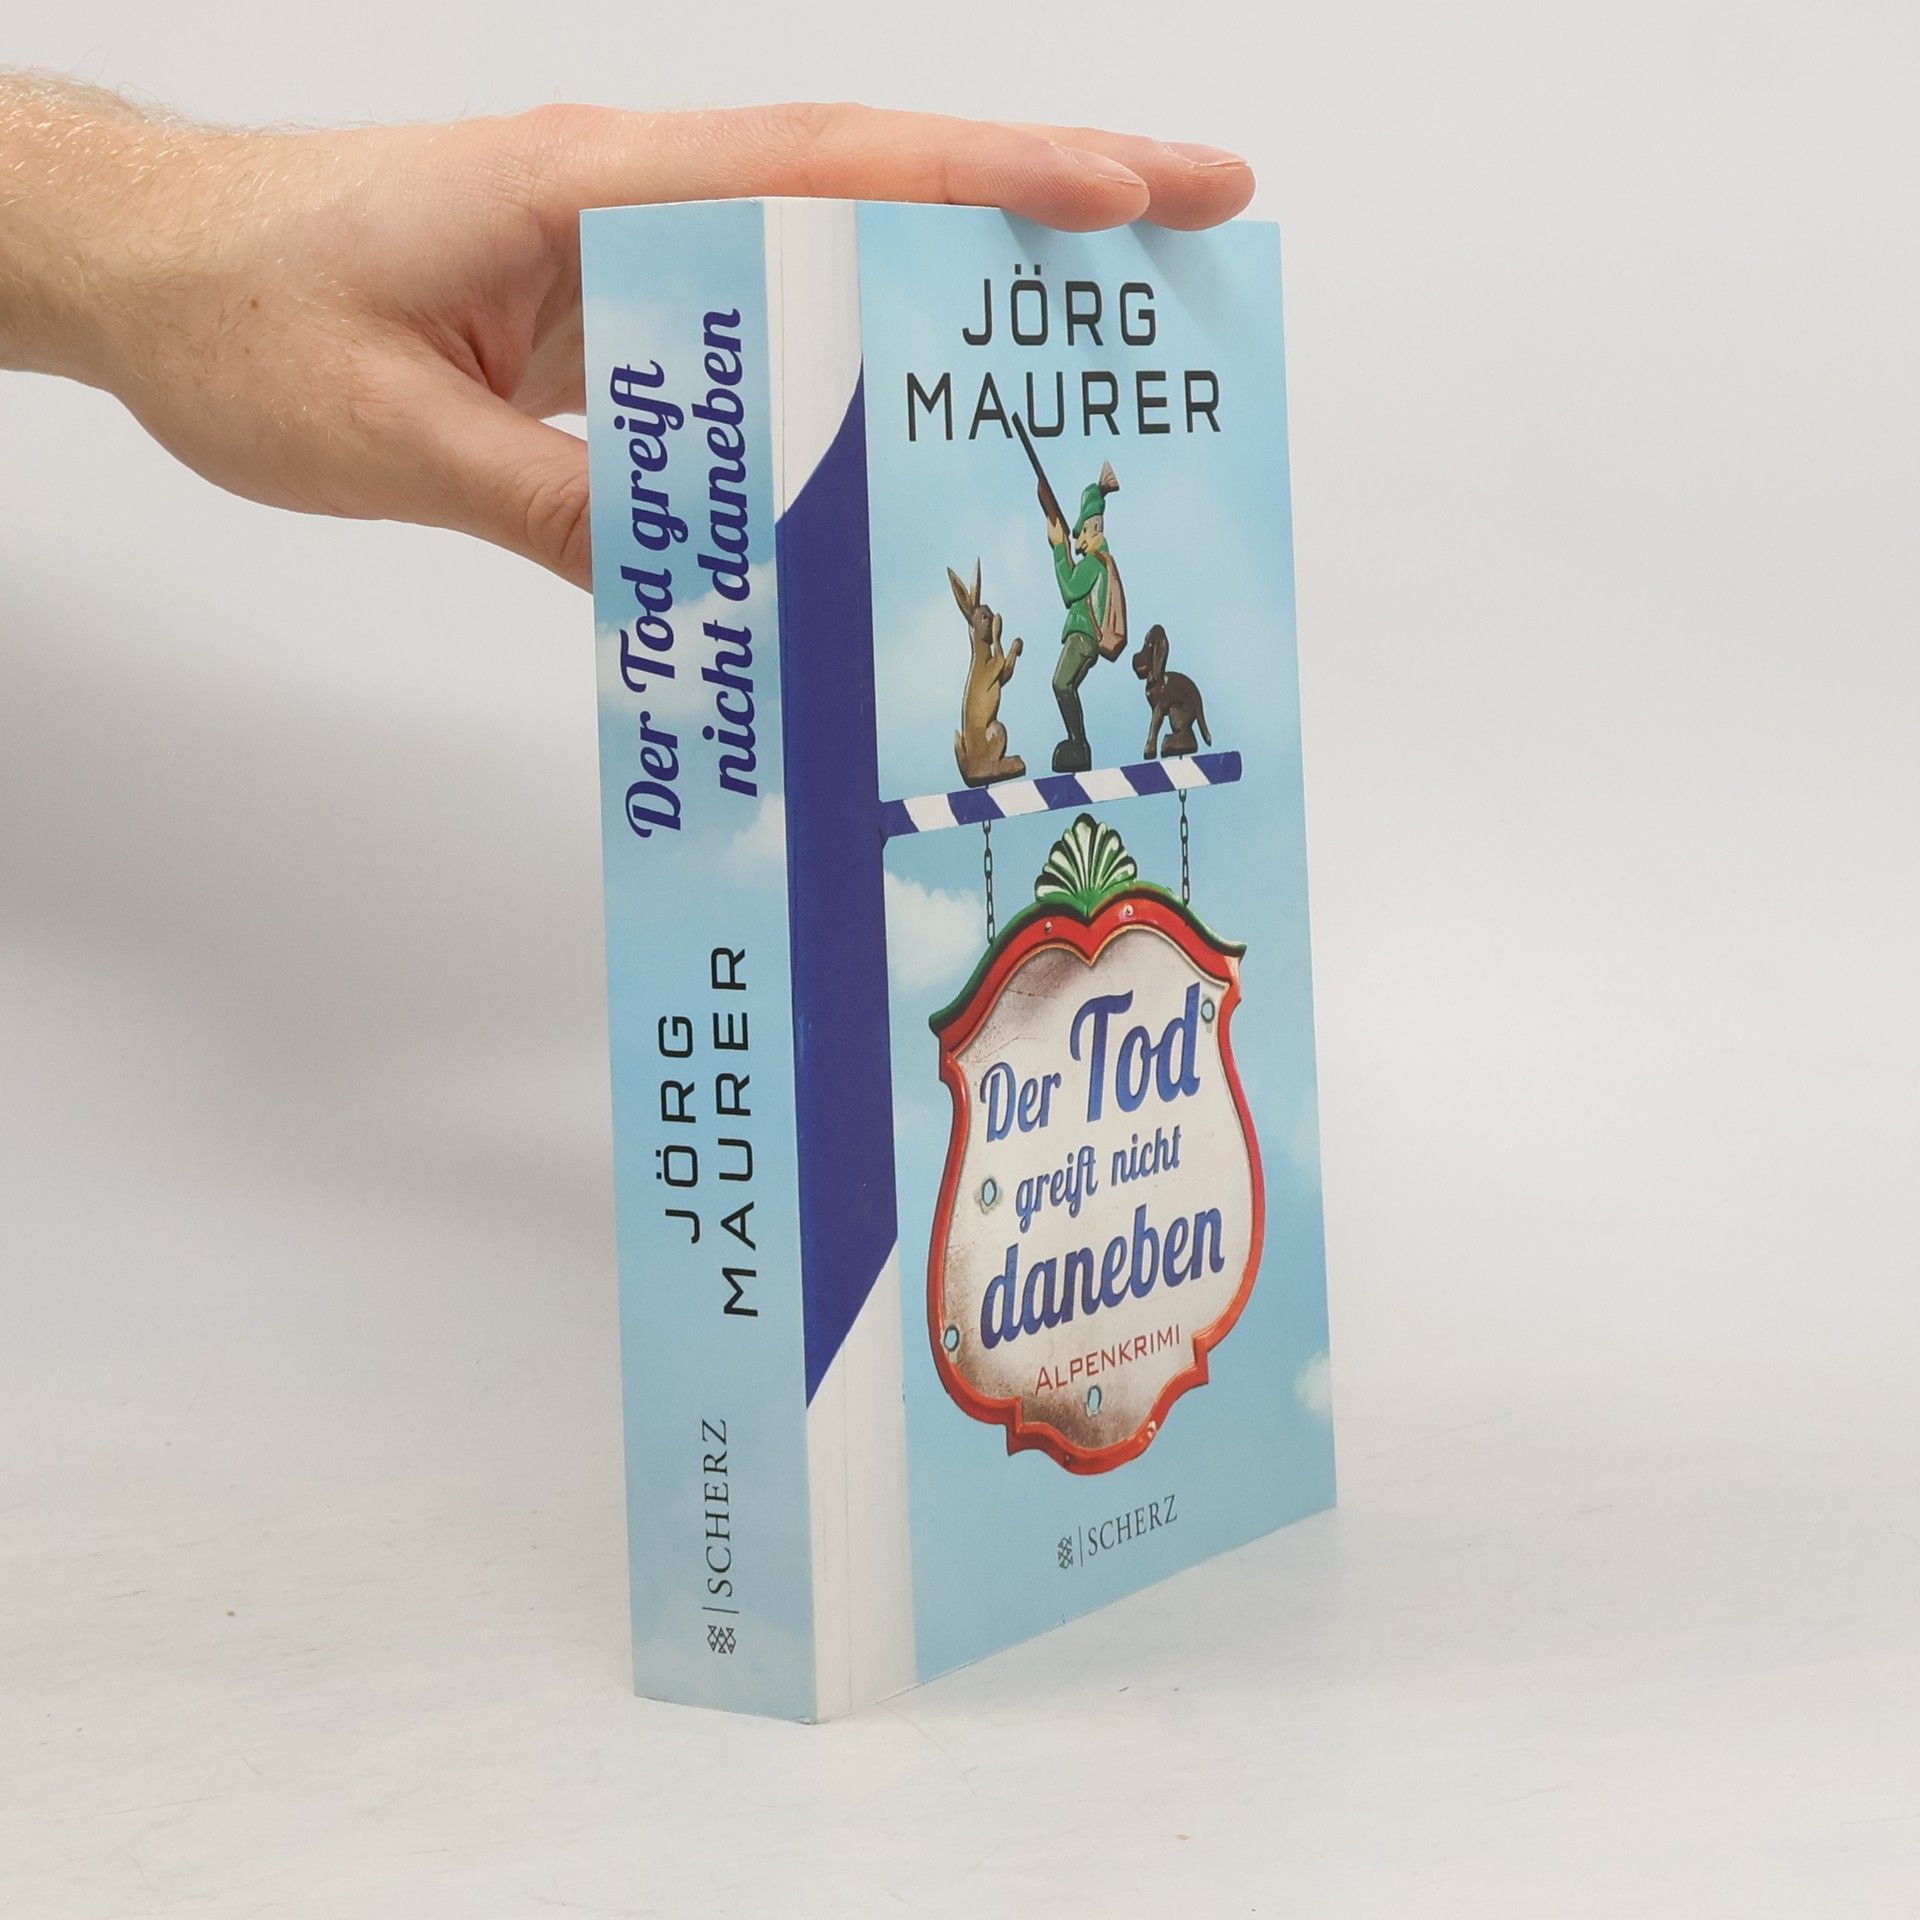 Der Tod greift
nicht daneben
JÖRG
MAURER
SCHERZ
JÖRG
MAURER
Der Tod
greift nicht
daneben
ALPENKRIMI
SCHERZ